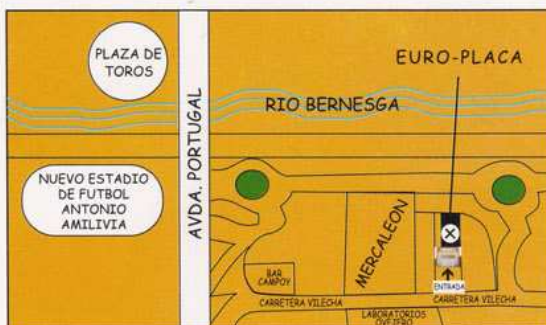 PLAZA DE
TOROS
EURO-PLACA
RIO BERNESGA
AVDA. PORTUGAL
NUEVO ESTADIO
DE FUTBOL
ANTONIO
AMILIVIA
MERCALEON
BAR
CAMPOY
ENTRADA
CARRETERA VILECHA
CARRETERA VILECHA
LABORATORIOS
OVEJERO